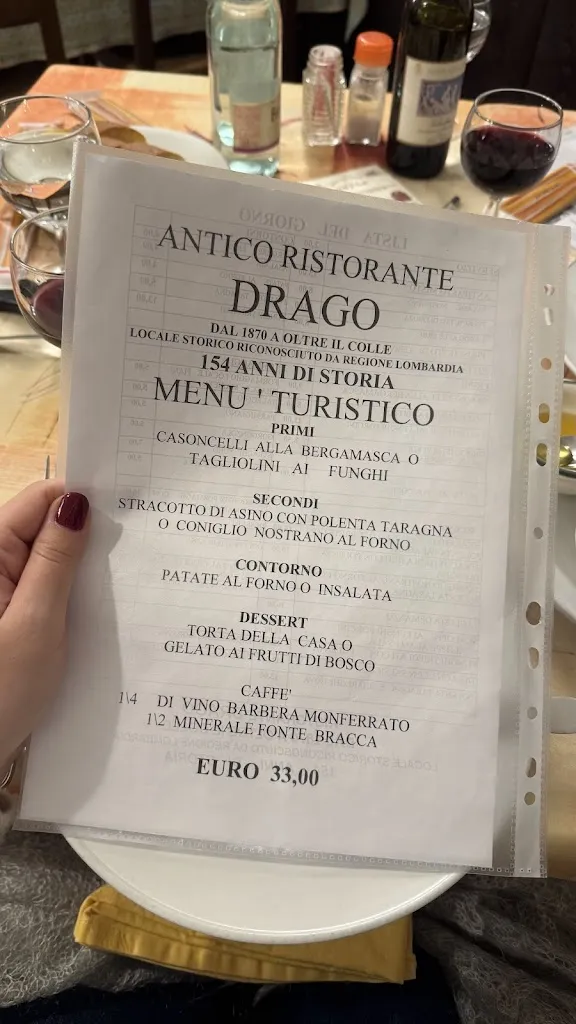 ANTICO RISTORANTE
DRAGO
DAL 1870 A OLTRE IL COLLE
LOCALE STORICO RICONOSCIUTO DA REGIONE LOMBARDIA
154 ANNI DI STORIA
MENU ' TURISTICO
PRIMI
CASONCELLI ALLA BERGAMASCA O
TAGLIOLINI AI FUNGHI
SECONDI
STRACOTTO DI ASINO CON POLENTA TARAGNA
O CONIGLIO NOSTRANO AL FORNO
CONTORNO
PATATE AL FORNO O INSALATA
DESSERT
TORTA DELLA CASA O
GELATO AI FRUTTI DI BOSCO
CAFFE'
1\4 DI VINO BARBERA MONFERRATO
1\2 MINERALE FONTE BRACCA
EURO 33,00
LISTA DEL GIORNO